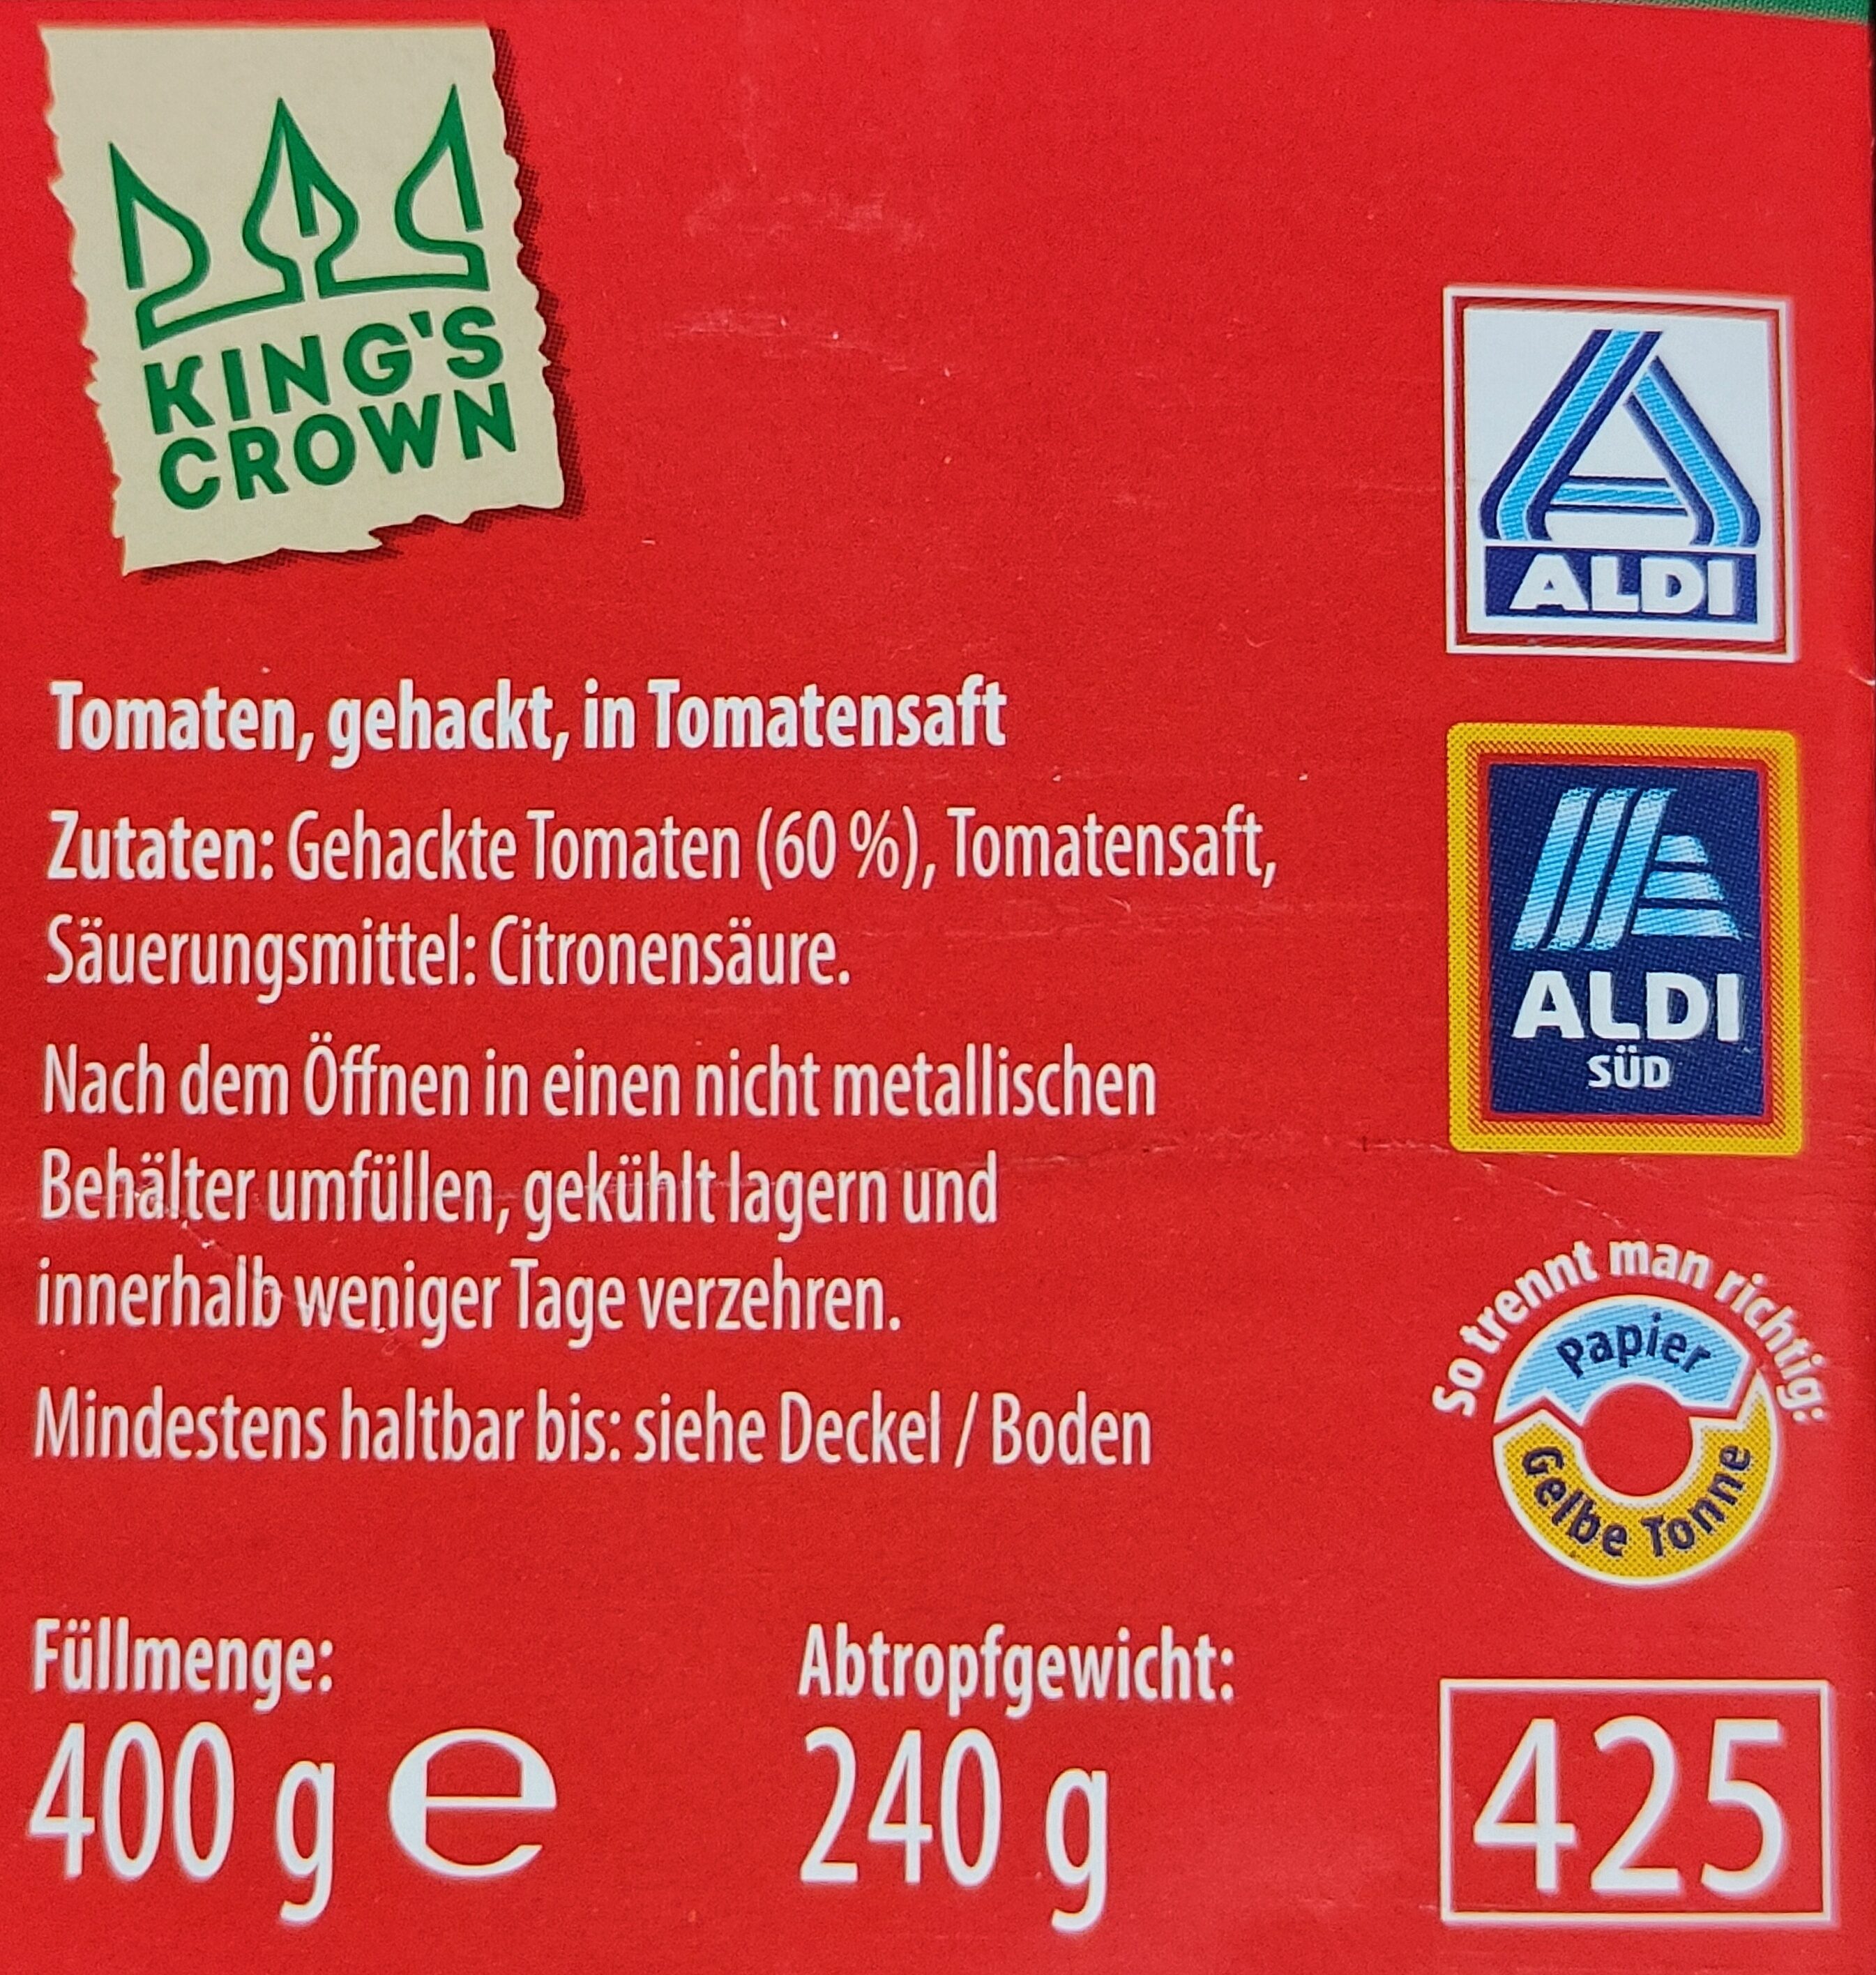 KING'S
CROWN
ALDI
Tomaten, gehackt, in Tomatensaft
Zutaten: Gehackte Tomaten (60 %), Tomatensaft,
Säuerungsmittel: Citronensäure.
ALDI
SÜD
Nach dem Öffnen in einen nicht metallischen
Behälter umfüllen, gekühlt lagern und
innerhalb weniger Tage verzehren.
Mindestens haltbar bis: siehe Deckel / Boden
So trennt man richtig:
Papier
Gelbe Tonne
Füllmenge:
400 g e
Abtropfgewicht:
240 g
425